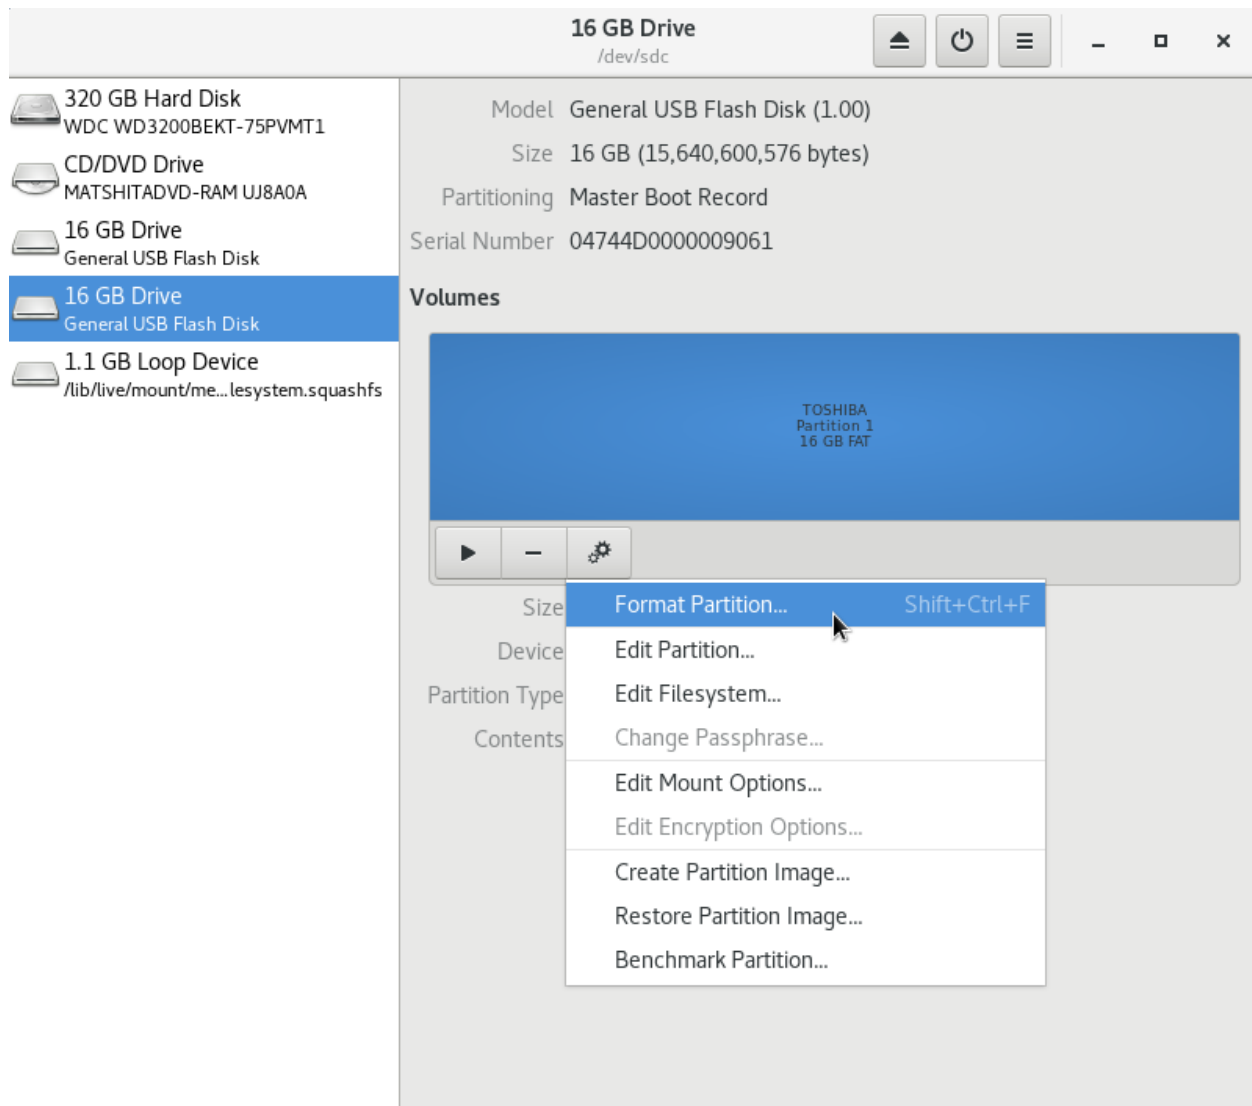 16 GB Drive
/dev/sdc
320 GB Hard Disk
WDC WD3200BEKT-75PVMT1
CD/DVD Drive
MATSHITADVD-RAM UJ8A0A
16 GB Drive
General USB Flash Disk
16 GB Drive
General USB Flash Disk
1.1 GB Loop Device
/lib/live/mount/me...lesystem.squashfs
Model General USB Flash Disk (1.00)
Size 16 GB (15,640,600,576 bytes)
Partitioning Master Boot Record
Serial Number 04744D0000009061
Volumes
TOSHIBA
Partition 1
16 GB FAT
Size
Device
Partition Type
Contents
Format Partition... Shift+Ctrl+F
Edit Partition...
Edit Filesystem...
Change Passphrase...
Edit Mount Options...
Edit Encryption Options...
Create Partition Image...
Restore Partition Image...
Benchmark Partition...